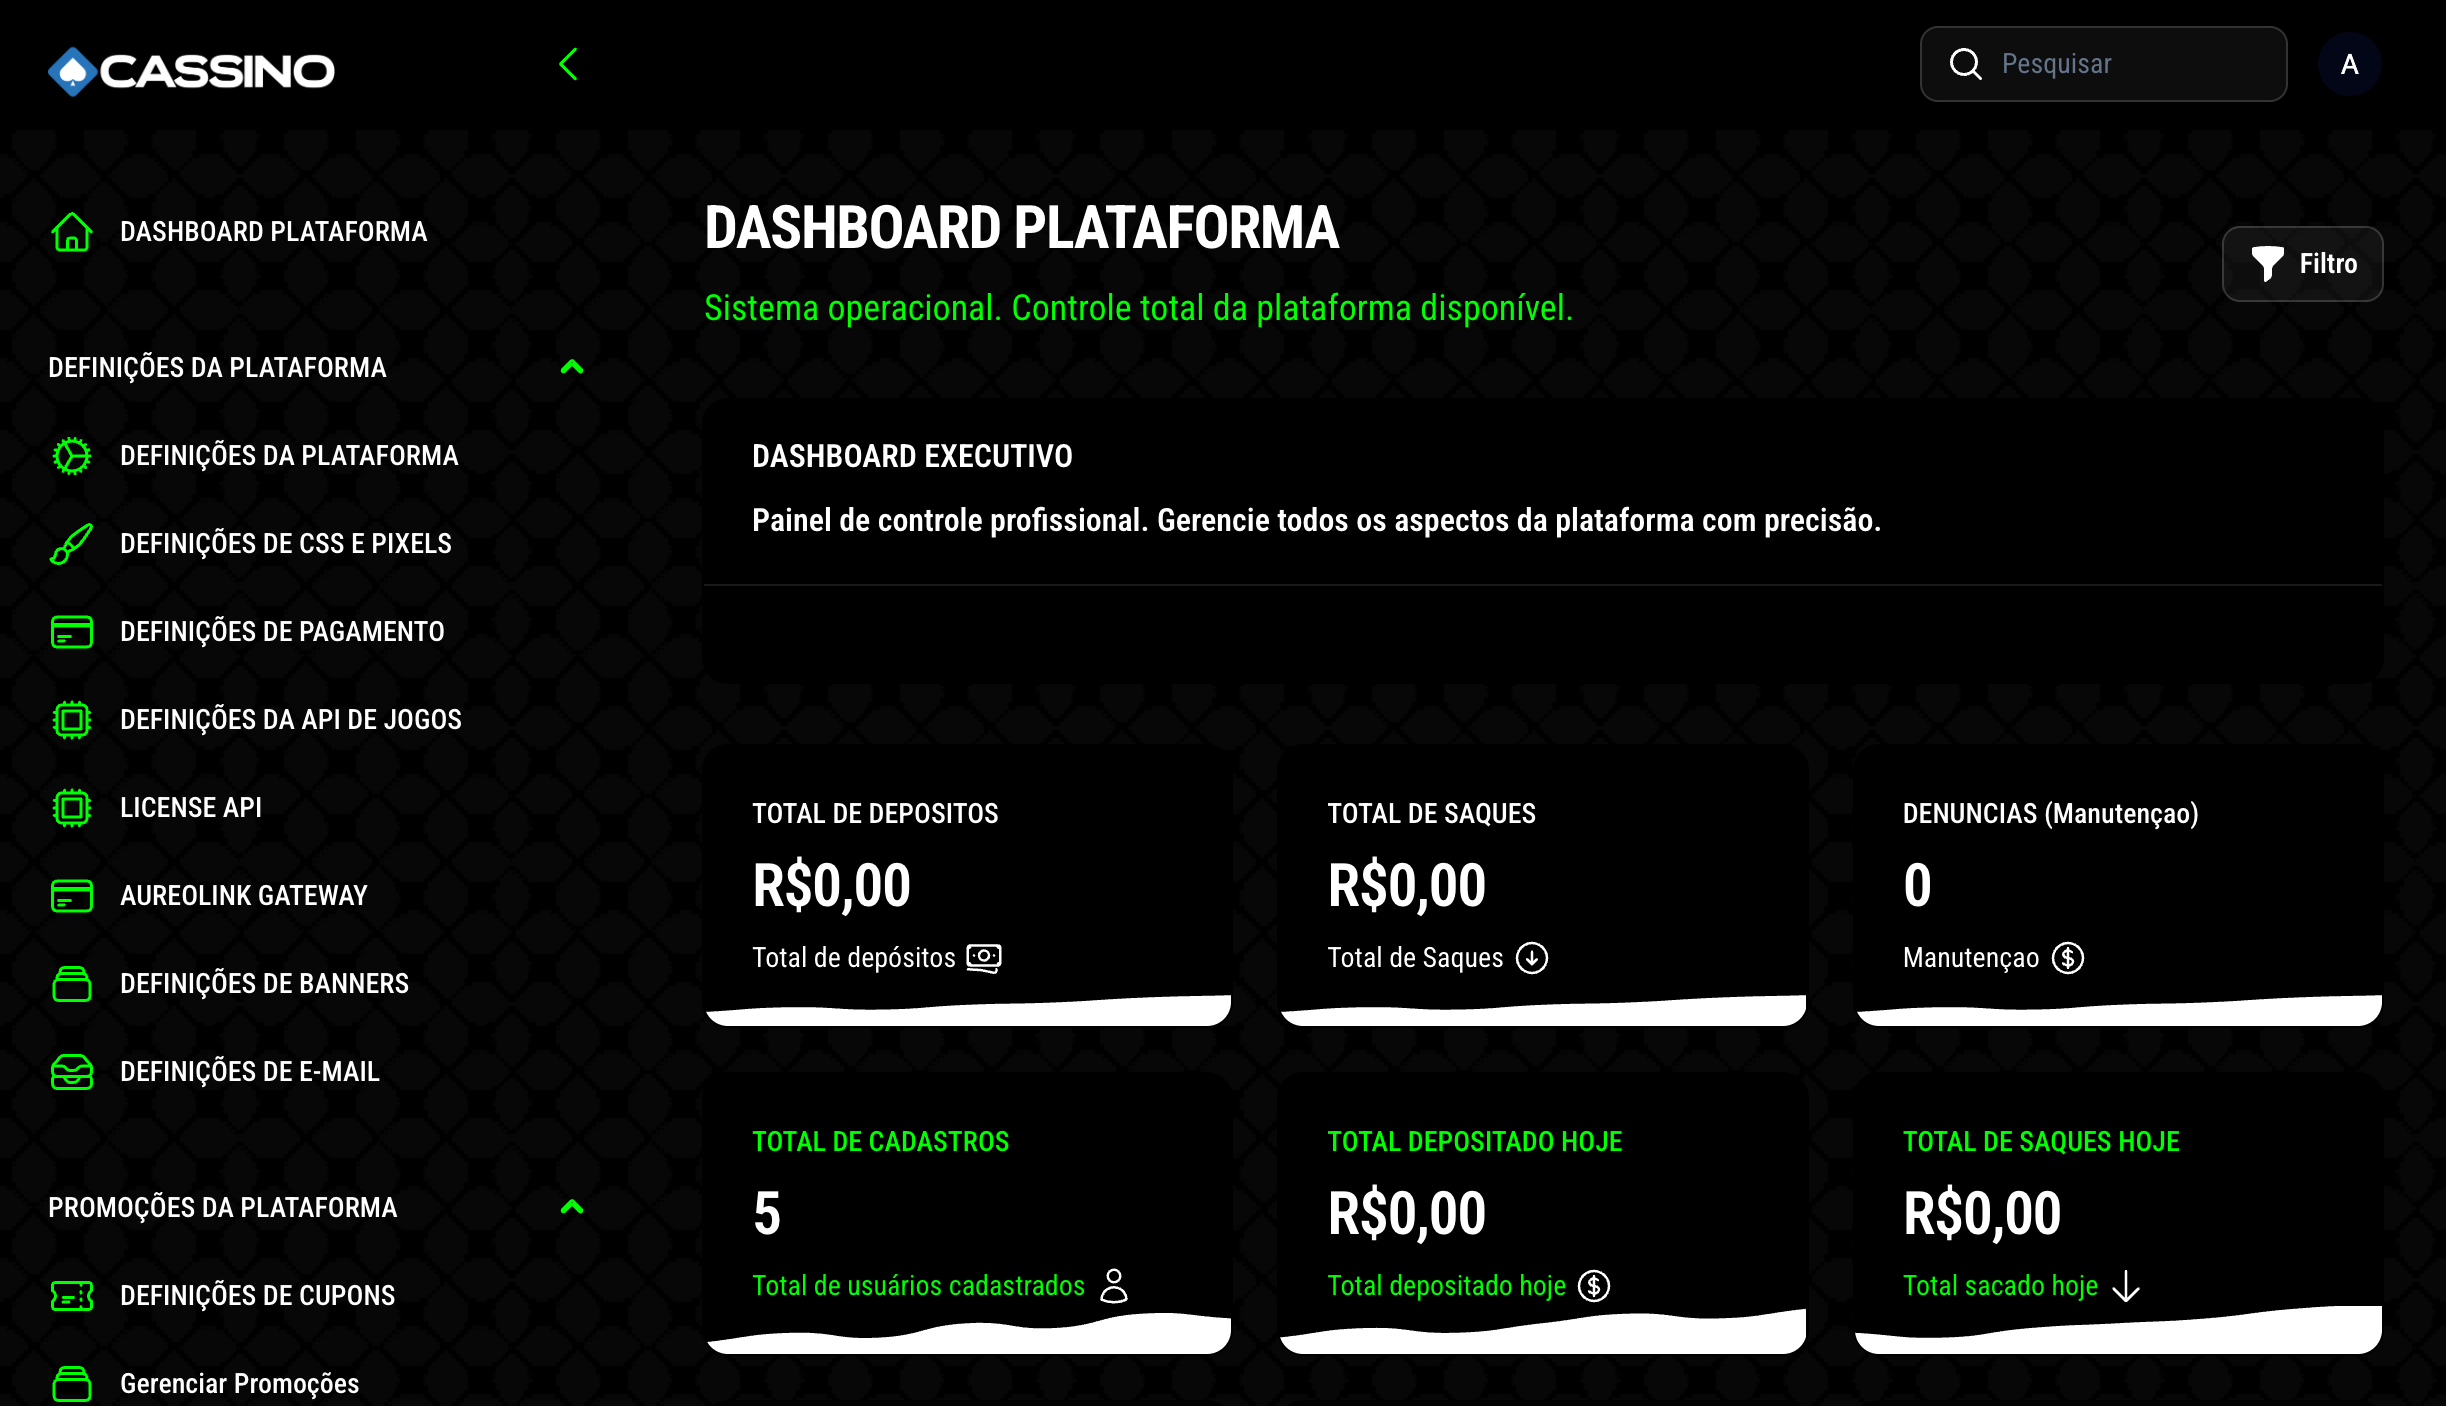 CASSINO
Pesquisar
A
DASHBOARD PLATAFORMA
DEFINIÇÕES DA PLATAFORMA
DEFINIÇÕES DA PLATAFORMA
DEFINIÇÕES DE CSS E PIXELS
DEFINIÇÕES DE PAGAMENTO
DEFINIÇÕES DA API DE JOGOS
LICENSE API
AUREOLINK GATEWAY
DEFINIÇÕES DE BANNERS
DEFINIÇÕES DE E-MAIL
PROMOÇÕES DA PLATAFORMA
DEFINIÇÕES DE CUPONS
Gerenciar Promoções
DASHBOARD PLATAFORMA
Sistema operacional. Controle total da plataforma disponível.
Filtro
DASHBOARD EXECUTIVO
Painel de controle profissional. Gerencie todos os aspectos da plataforma com precisão.
TOTAL DE DEPOSITOS
R$0,00
Total de depósitos
TOTAL DE SAQUES
R$0,00
Total de Saques
DENUNCIAS (Manutençao)
0
Manutençao
TOTAL DE CADASTROS
5
Total de usuários cadastrados
TOTAL DEPOSITADO HOJE
R$0,00
Total depositado hoje
TOTAL DE SAQUES HOJE
R$0,00
Total sacado hoje